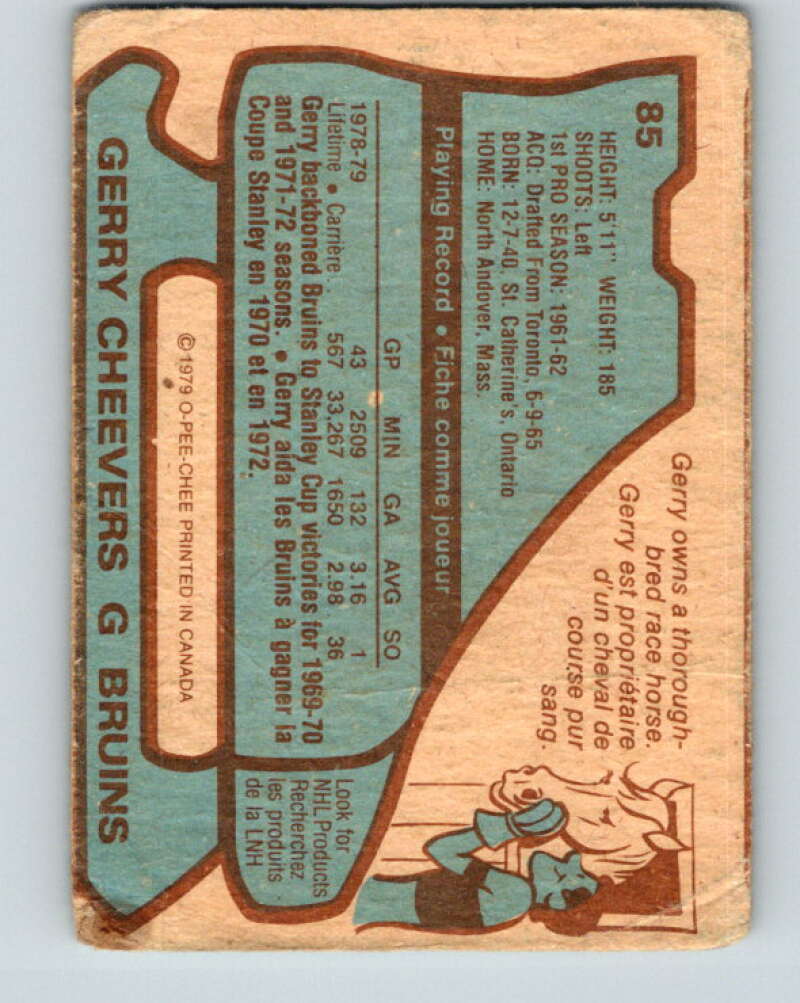 85
HEIGHT: 5'11" WEIGHT: 185
SHOOTS: Left
1st PRO SEASON: 1961-62
ACQ: Drafted From Toronto, 6-9-65
BORN: 12-7-40, St. Catherine's, Ontario
HOME: North Andover, Mass.
Gerry owns a thorough-
bred race horse.
Gerry est propriétaire
d'un cheval de
course pur
sang.
Playing Record • Fiche comme joueur
GP MIN GA AVG SO
1978-79 43 2509 132 3.16 1
Lifetime • Carrière . 567 33,267 1650 2.98 36
Gerry backboned Bruins to Stanley Cup victories for 1969-70
and 1971-72 seasons. • Gerry aida les Bruins à gagner la
Coupe Stanley en 1970 et en 1972.
Look for
NHL Products
Recherchez
les produits
de la LNH
©1979 O-PEE-CHEE PRINTED IN CANADA
GERRY CHEEVERS G BRUINS